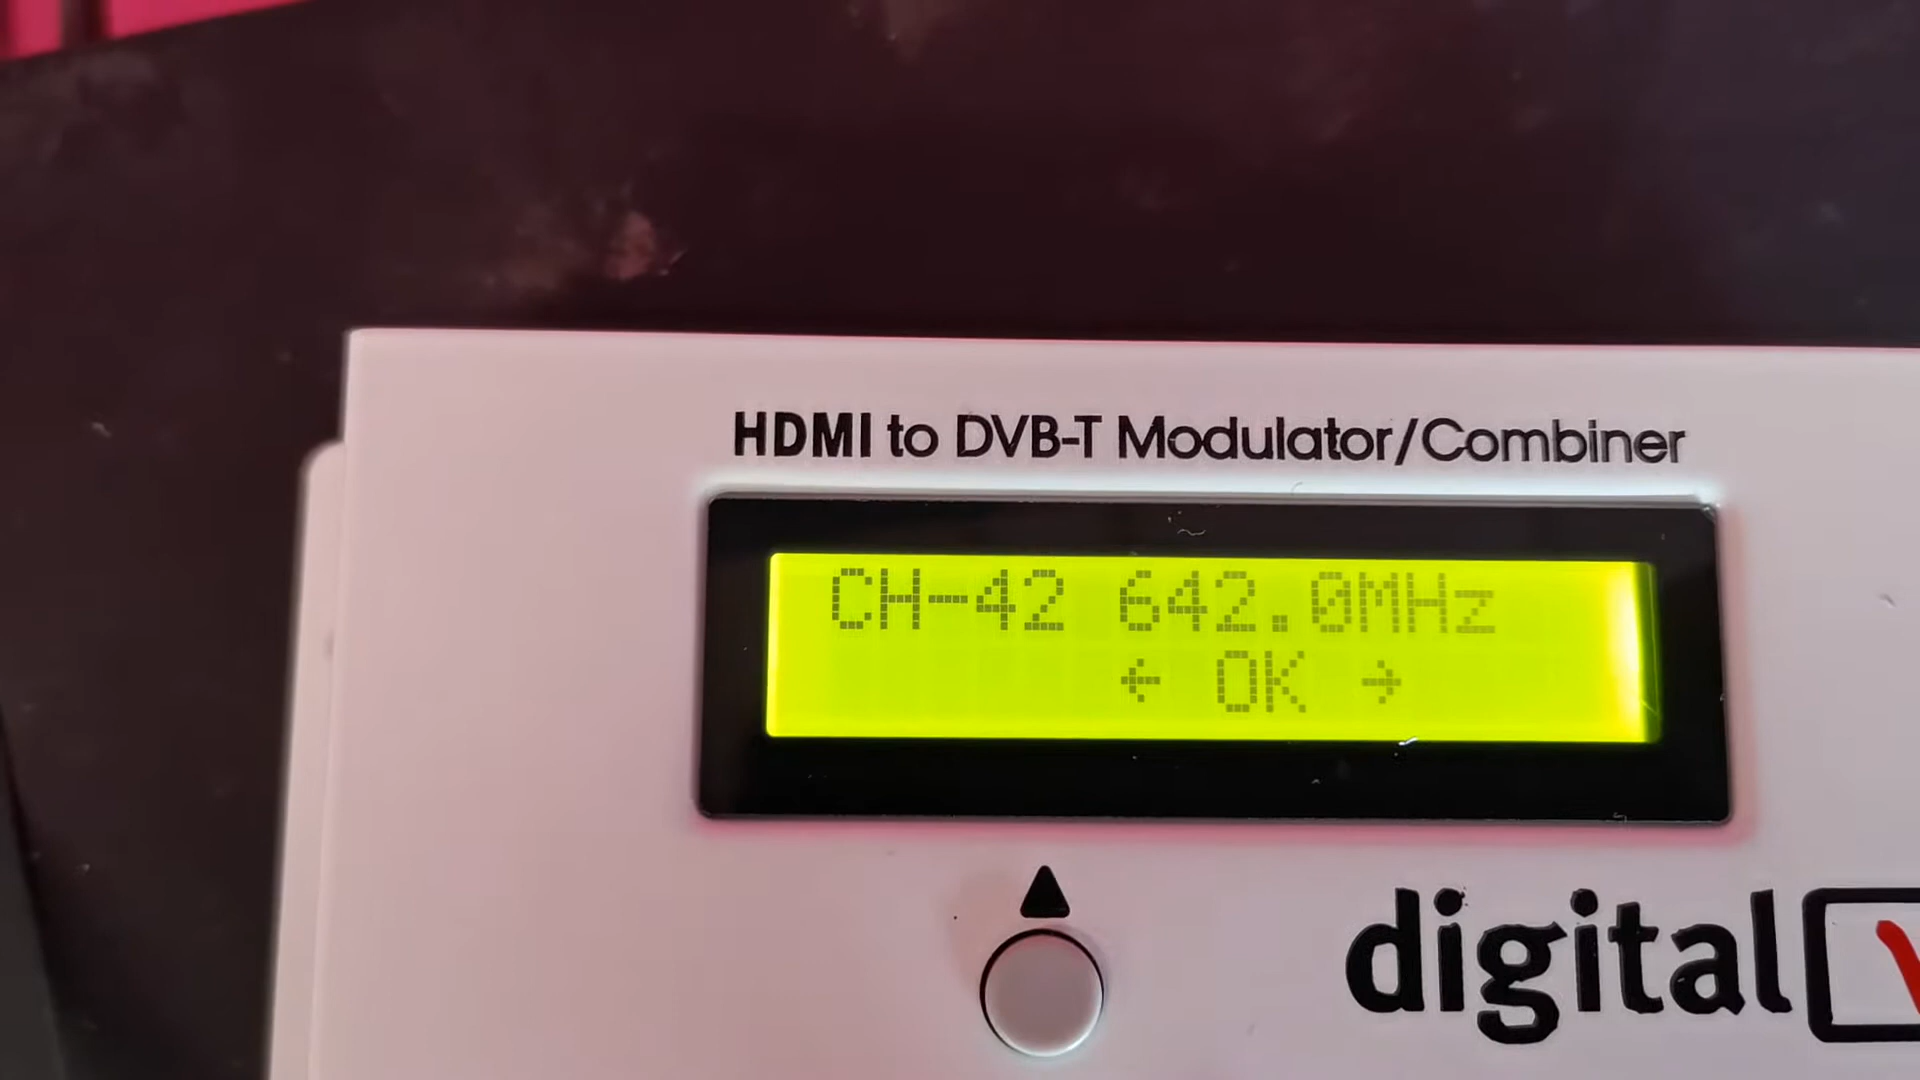 HDMI to DVB-T Modulator/Combiner
CH-42 642.0MHz
← OK →
digital